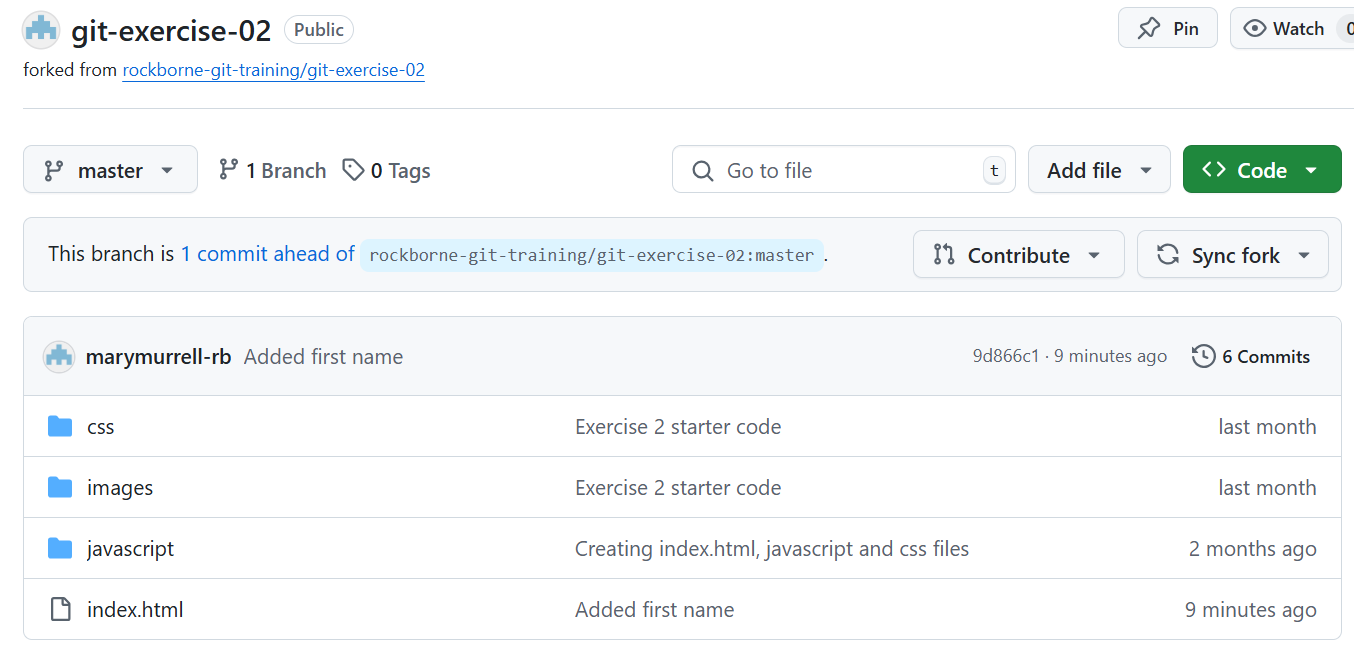 git-exercise-02 Public Pin Watch 0
forked from rockborne-git-training/git-exercise-02
master 1 Branch 0 Tags Go to file t Add file Code
This branch is 1 commit ahead of rockborne-git-training/git-exercise-02:master . Contribute Sync fork
marymurrell-rb Added first name 9d866c1 · 9 minutes ago 6 Commits
css Exercise 2 starter code last month
images Exercise 2 starter code last month
javascript Creating index.html, javascript and css files 2 months ago
index.html Added first name 9 minutes ago